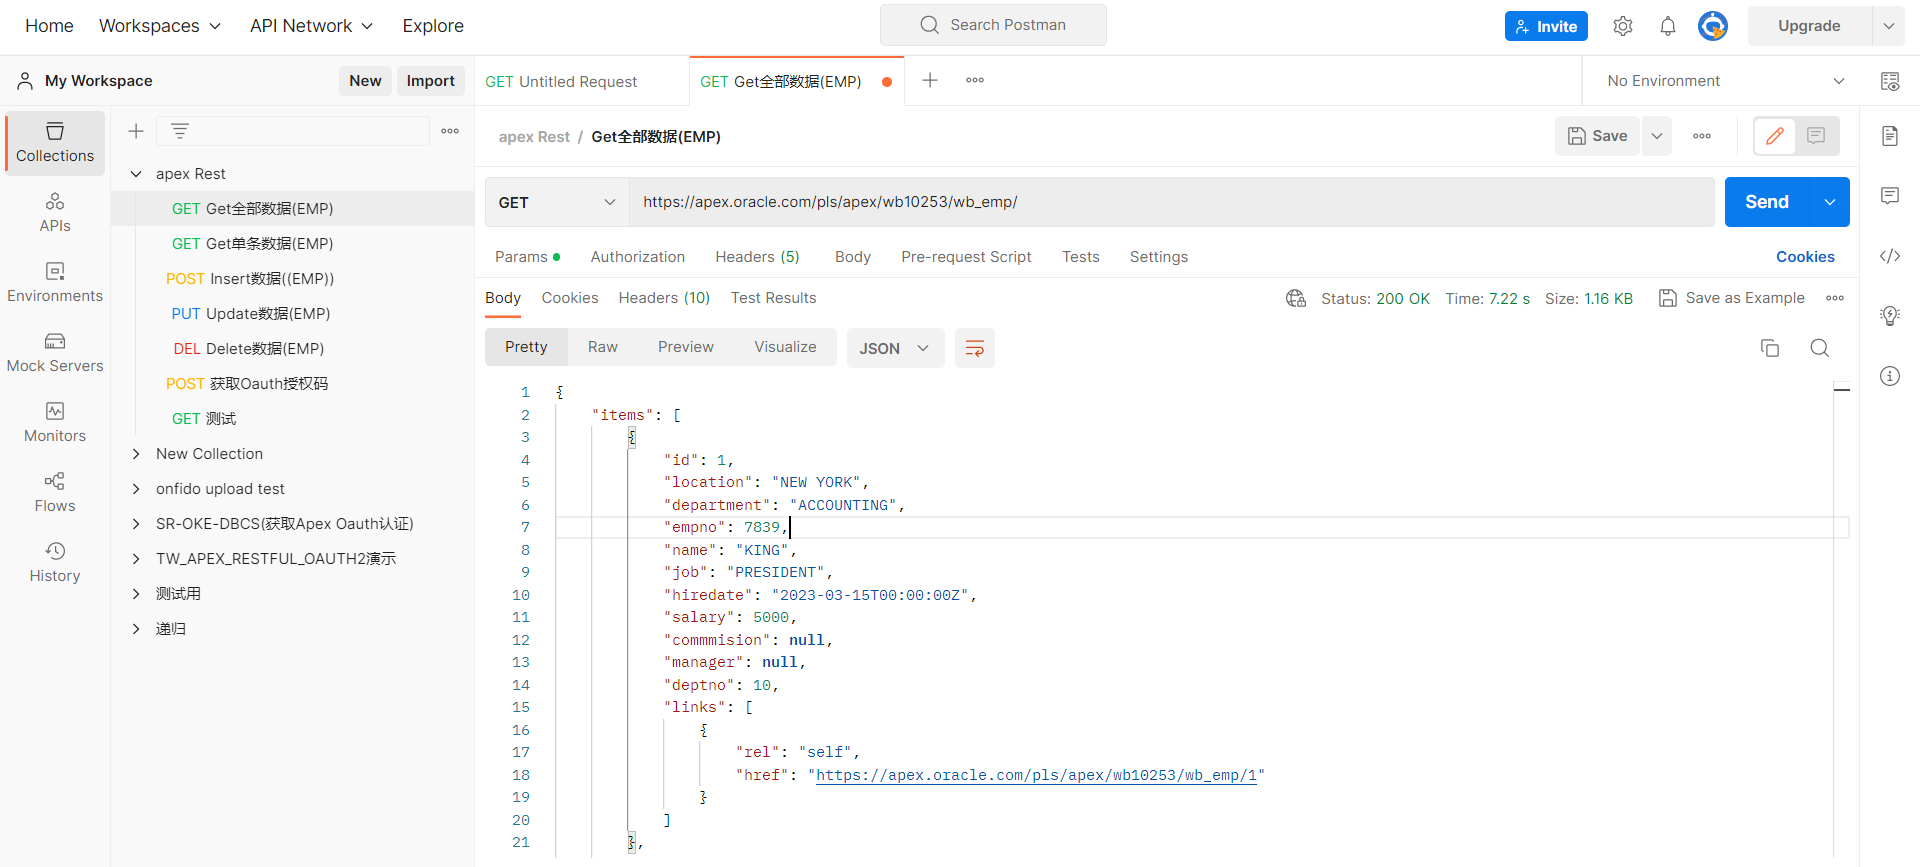 Home Workspaces API Network Explore Search Postman Invite Upgrade
My Workspace New Import GET Untitled Request GET Get全部数据(EMP) No Environment
Collections
APIs
Environments
Mock Servers
Monitors
Flows
History
apex Rest
GET Get全部数据(EMP)
GET Get单条数据(EMP)
POST Insert数据((EMP))
PUT Update数据(EMP)
DEL Delete数据(EMP)
POST 获取Oauth授权码
GET 测试
New Collection
onfido upload test
SR-OKE-DBCS(获取Apex Oauth认证)
TW_APEX_RESTFUL_OAUTH2演示
测试用
递归
apex Rest / Get全部数据(EMP) Save
GET https://apex.oracle.com/pls/apex/wb10253/wb_emp/ Send
Params Authorization Headers (5) Body Pre-request Script Tests Settings Cookies
Body Cookies Headers (10) Test Results Status: 200 OK Time: 7.22 s Size: 1.16 KB Save as Example
Pretty Raw Preview Visualize JSON
1 {
2 "items": [
3 {
4 "id": 1,
5 "location": "NEW YORK",
6 "department": "ACCOUNTING",
7 "empno": 7839,
8 "name": "KING",
9 "job": "PRESIDENT",
10 "hiredate": "2023-03-15T00:00:00Z",
11 "salary": 5000,
12 "commmision": null,
13 "manager": null,
14 "deptno": 10,
15 "links": [
16 {
17 "rel": "self",
18 "href": "https://apex.oracle.com/pls/apex/wb10253/wb_emp/1"
19 }
20 ]
21 },